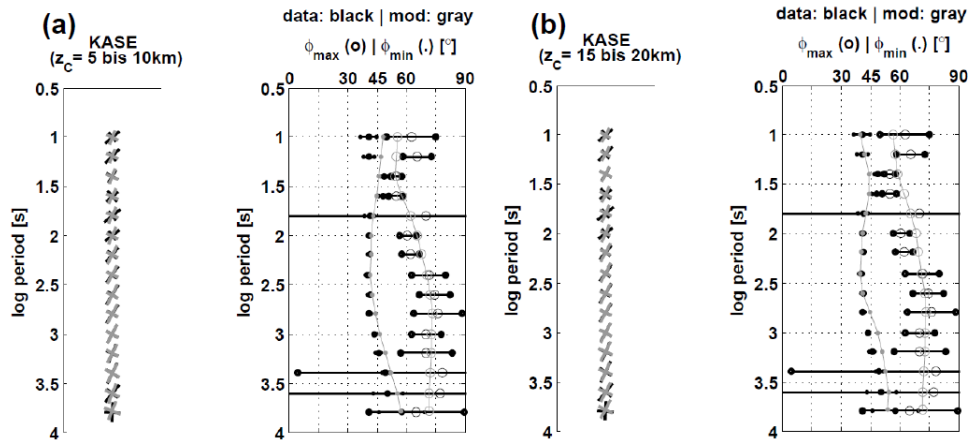 (a)
KASE
(z_C= 5 bis 10km)
data: black | mod: gray
ϕ_max (o) | ϕ_min (.) [°]
0 30 45 60 90
0.5
1
1.5
2
2.5
3
3.5
4
log period [s]
0.5
1
1.5
2
2.5
3
3.5
4
log period [s]
(b)
KASE
(z_C= 15 bis 20km)
data: black | mod: gray
ϕ_max (o) | ϕ_min (.) [°]
0 30 45 60 90
0.5
1
1.5
2
2.5
3
3.5
4
log period [s]
0.5
1
1.5
2
2.5
3
3.5
4
log period [s]